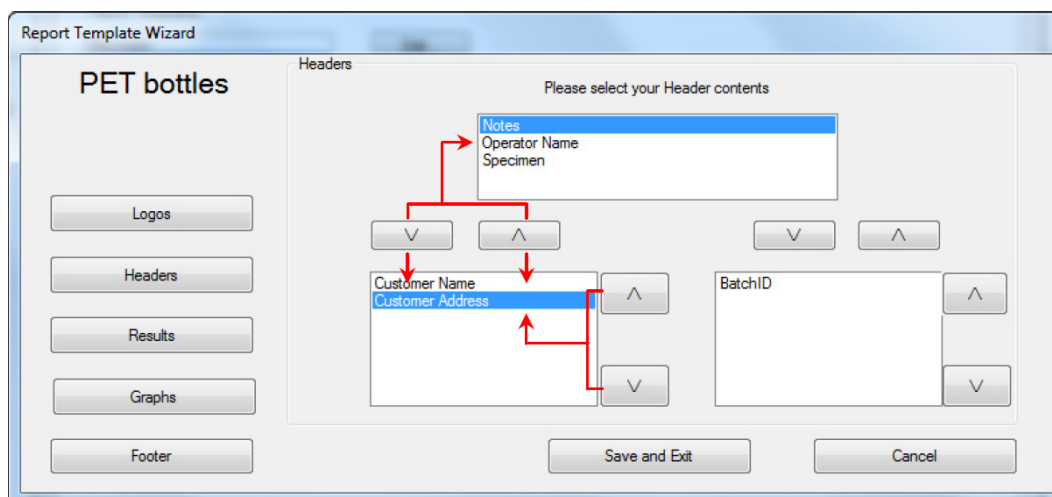 Report Template Wizard
PET bottles
Headers
Please select your Header contents
Notes
Operator Name
Specimen
Logos
Headers
Results
Graphs
Footer
V
Λ
V
Λ
Customer Name
Customer Address
Λ
V
BatchID
Λ
V
Save and Exit
Cancel